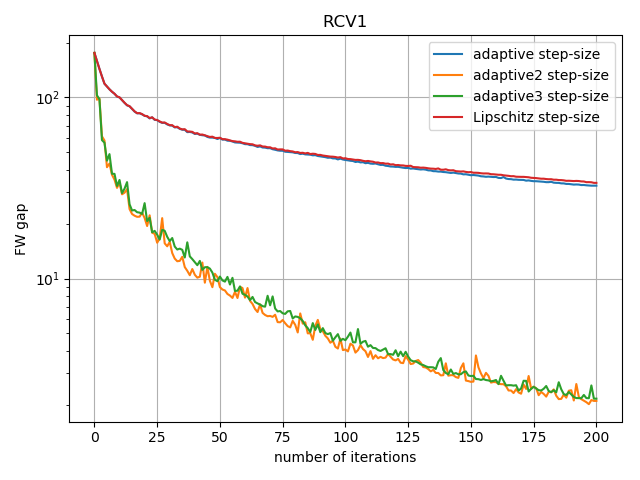 RCV1
adaptive step-size
adaptive2 step-size
adaptive3 step-size
Lipschitz step-size
FW gap
10²
10¹
0 25 50 75 100 125 150 175 200
number of iterations